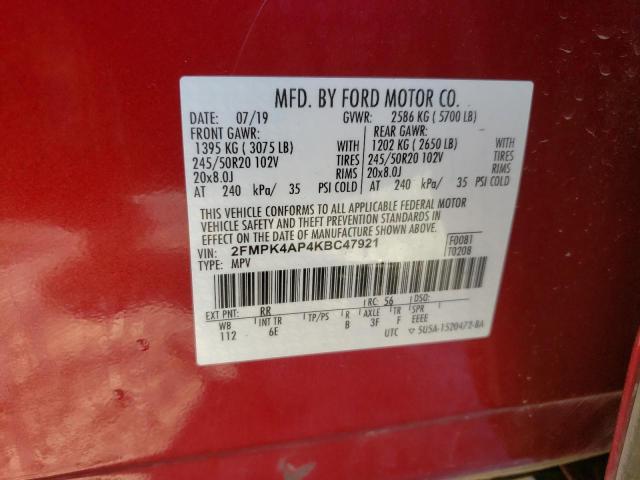 MFD. BY FORD MOTOR CO.
DATE: 07/19 GVWR: 2586 KG ( 5700 LB)
FRONT GAWR: REAR GAWR:
1395 KG ( 3075 LB) WITH 1202 KG ( 2650 LB) WITH
245/50R20 102V TIRES 245/50R20 102V TIRES
20x8.0J RIMS 20x8.0J RIMS
AT 240 kPa/ 35 PSI COLD AT 240 kPa/ 35 PSI COLD
THIS VEHICLE CONFORMS TO ALL APPLICABLE FEDERAL MOTOR
VEHICLE SAFETY AND THEFT PREVENTION STANDARDS IN
EFFECT ON THE DATE OF MANUFACTURE SHOWN ABOVE.
VIN: 2FMPK4AP4KBC47921 F0081
TYPE: MPV T0208
EXT PNT: RR RC: 56 DSO:
WB INT TR TP/PS R AXLE TR SPR
112 6E B 3F F EEEE
UTC ▽ 5U5A-1520472-BA